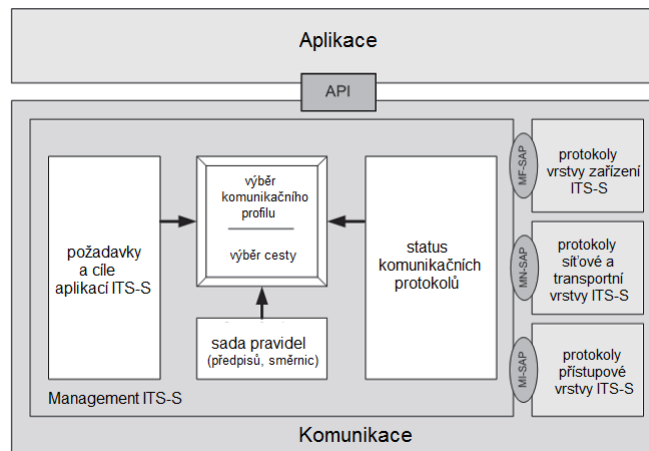 Aplikace
API
požadavky
a cíle
aplikací ITS-S
výběr
komunikačního
profilu
výběr cesty
sada pravidel
(předpisů, směrnic)
status
komunikačních
protokolů
Management ITS-S
MF-SAP
protokoly
vrstvy zařízení
ITS-S
MN-SAP
protokoly
síťové a
transportní
vrstvy ITS-S
MI-SAP
protokoly
přístupové
vrstvy ITS-S
Komunikace